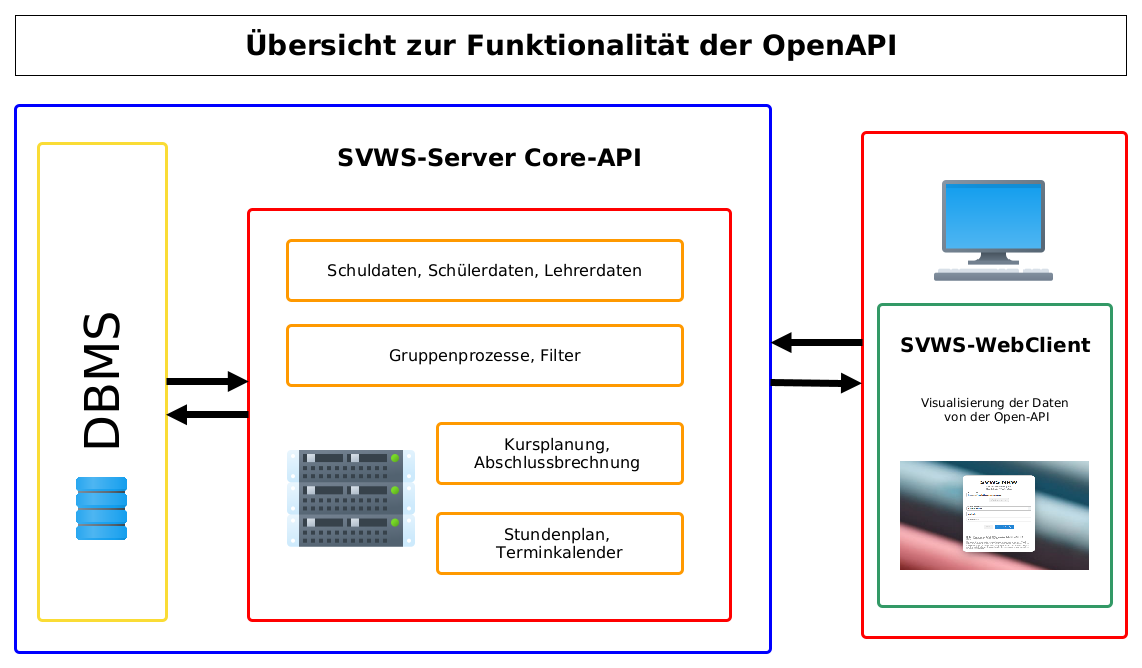 Übersicht zur Funktionalität der OpenAPI
SVWS-Server Core-API
DBMS
Schuldaten, Schülerdaten, Lehrerdaten
Gruppenprozesse, Filter
Kursplanung,
Abschlussbrechnung
Stundenplan,
Terminkalender
SVWS-WebClient
Visualisierung der Daten
von der Open-API
SVWS NRW